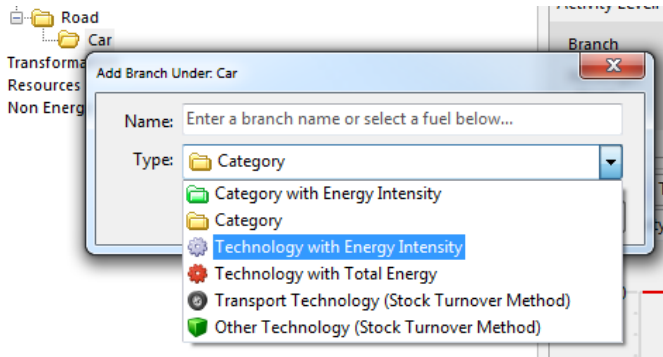 Road
Car
Branch
Transforma
Resources
Non Energ
Add Branch Under: Car
Name: Enter a branch name or select a fuel below...
Type: Category
Category with Energy Intensity
Category
Technology with Energy Intensity
Technology with Total Energy
Transport Technology (Stock Turnover Method)
Other Technology (Stock Turnover Method)